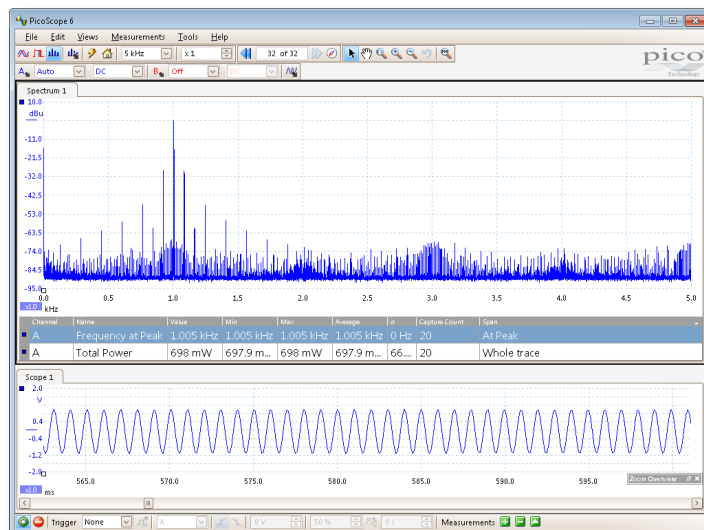 PicoScope 6
File Edit Views Measurements Tools Help
5 kHz x 1 32 of 32
pico
Technology
A Auto DC B Off DC
Spectrum 1
10.0
dBu
-11.0
-21.5
-32.0
-42.5
-53.0
-63.5
-74.0
-84.5
-95.0
0.0 0.5 1.0 1.5 2.0 2.5 3.0 3.5 4.0 4.5 5.0
x1.0 kHz
Channel Name Value Min Max Average σ Capture Count Span
A Frequency at Peak 1.005 kHz 1.005 kHz 1.005 kHz 1.005 kHz 0 Hz 20 At Peak
A Total Power 698 mW 697.9 m... 698 mW 697.9 m... 66.... 20 Whole trace
Scope 1
2.0
V
0.4
-0.4
-1.2
-2.0
565.0 570.0 575.0 580.0 585.0 590.0 595.0
Zoom Overview
x1.0 ms
Trigger None A 0 V 50 % 0 s Measurements